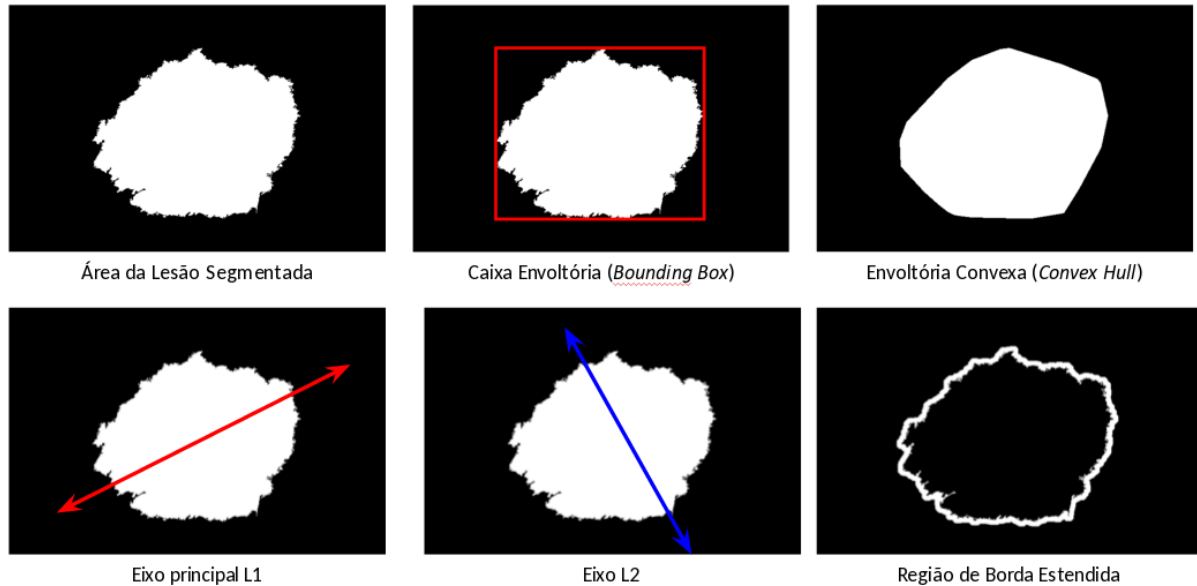 Área da Lesão Segmentada
Caixa Envoltória (Bounding Box)
Envoltória Convexa (Convex Hull)
Eixo principal L1
Eixo L2
Região de Borda Estendida